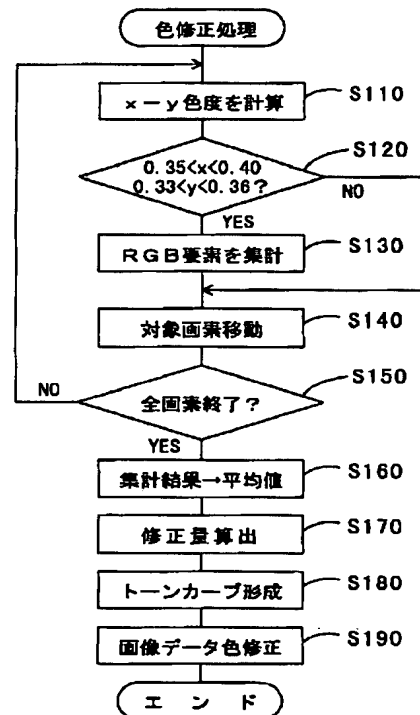 色修正処理
x－y色度を計算
S110
0.35<x<0.40
0.33<y<0.36?
S120
NO
YES
RGB要素を集計
S130
対象画素移動
S140
全画素終了?
S150
NO
YES
集計結果→平均値
S160
修正量算出
S170
トーンカーブ形成
S180
画像データ色修正
S190
エンド